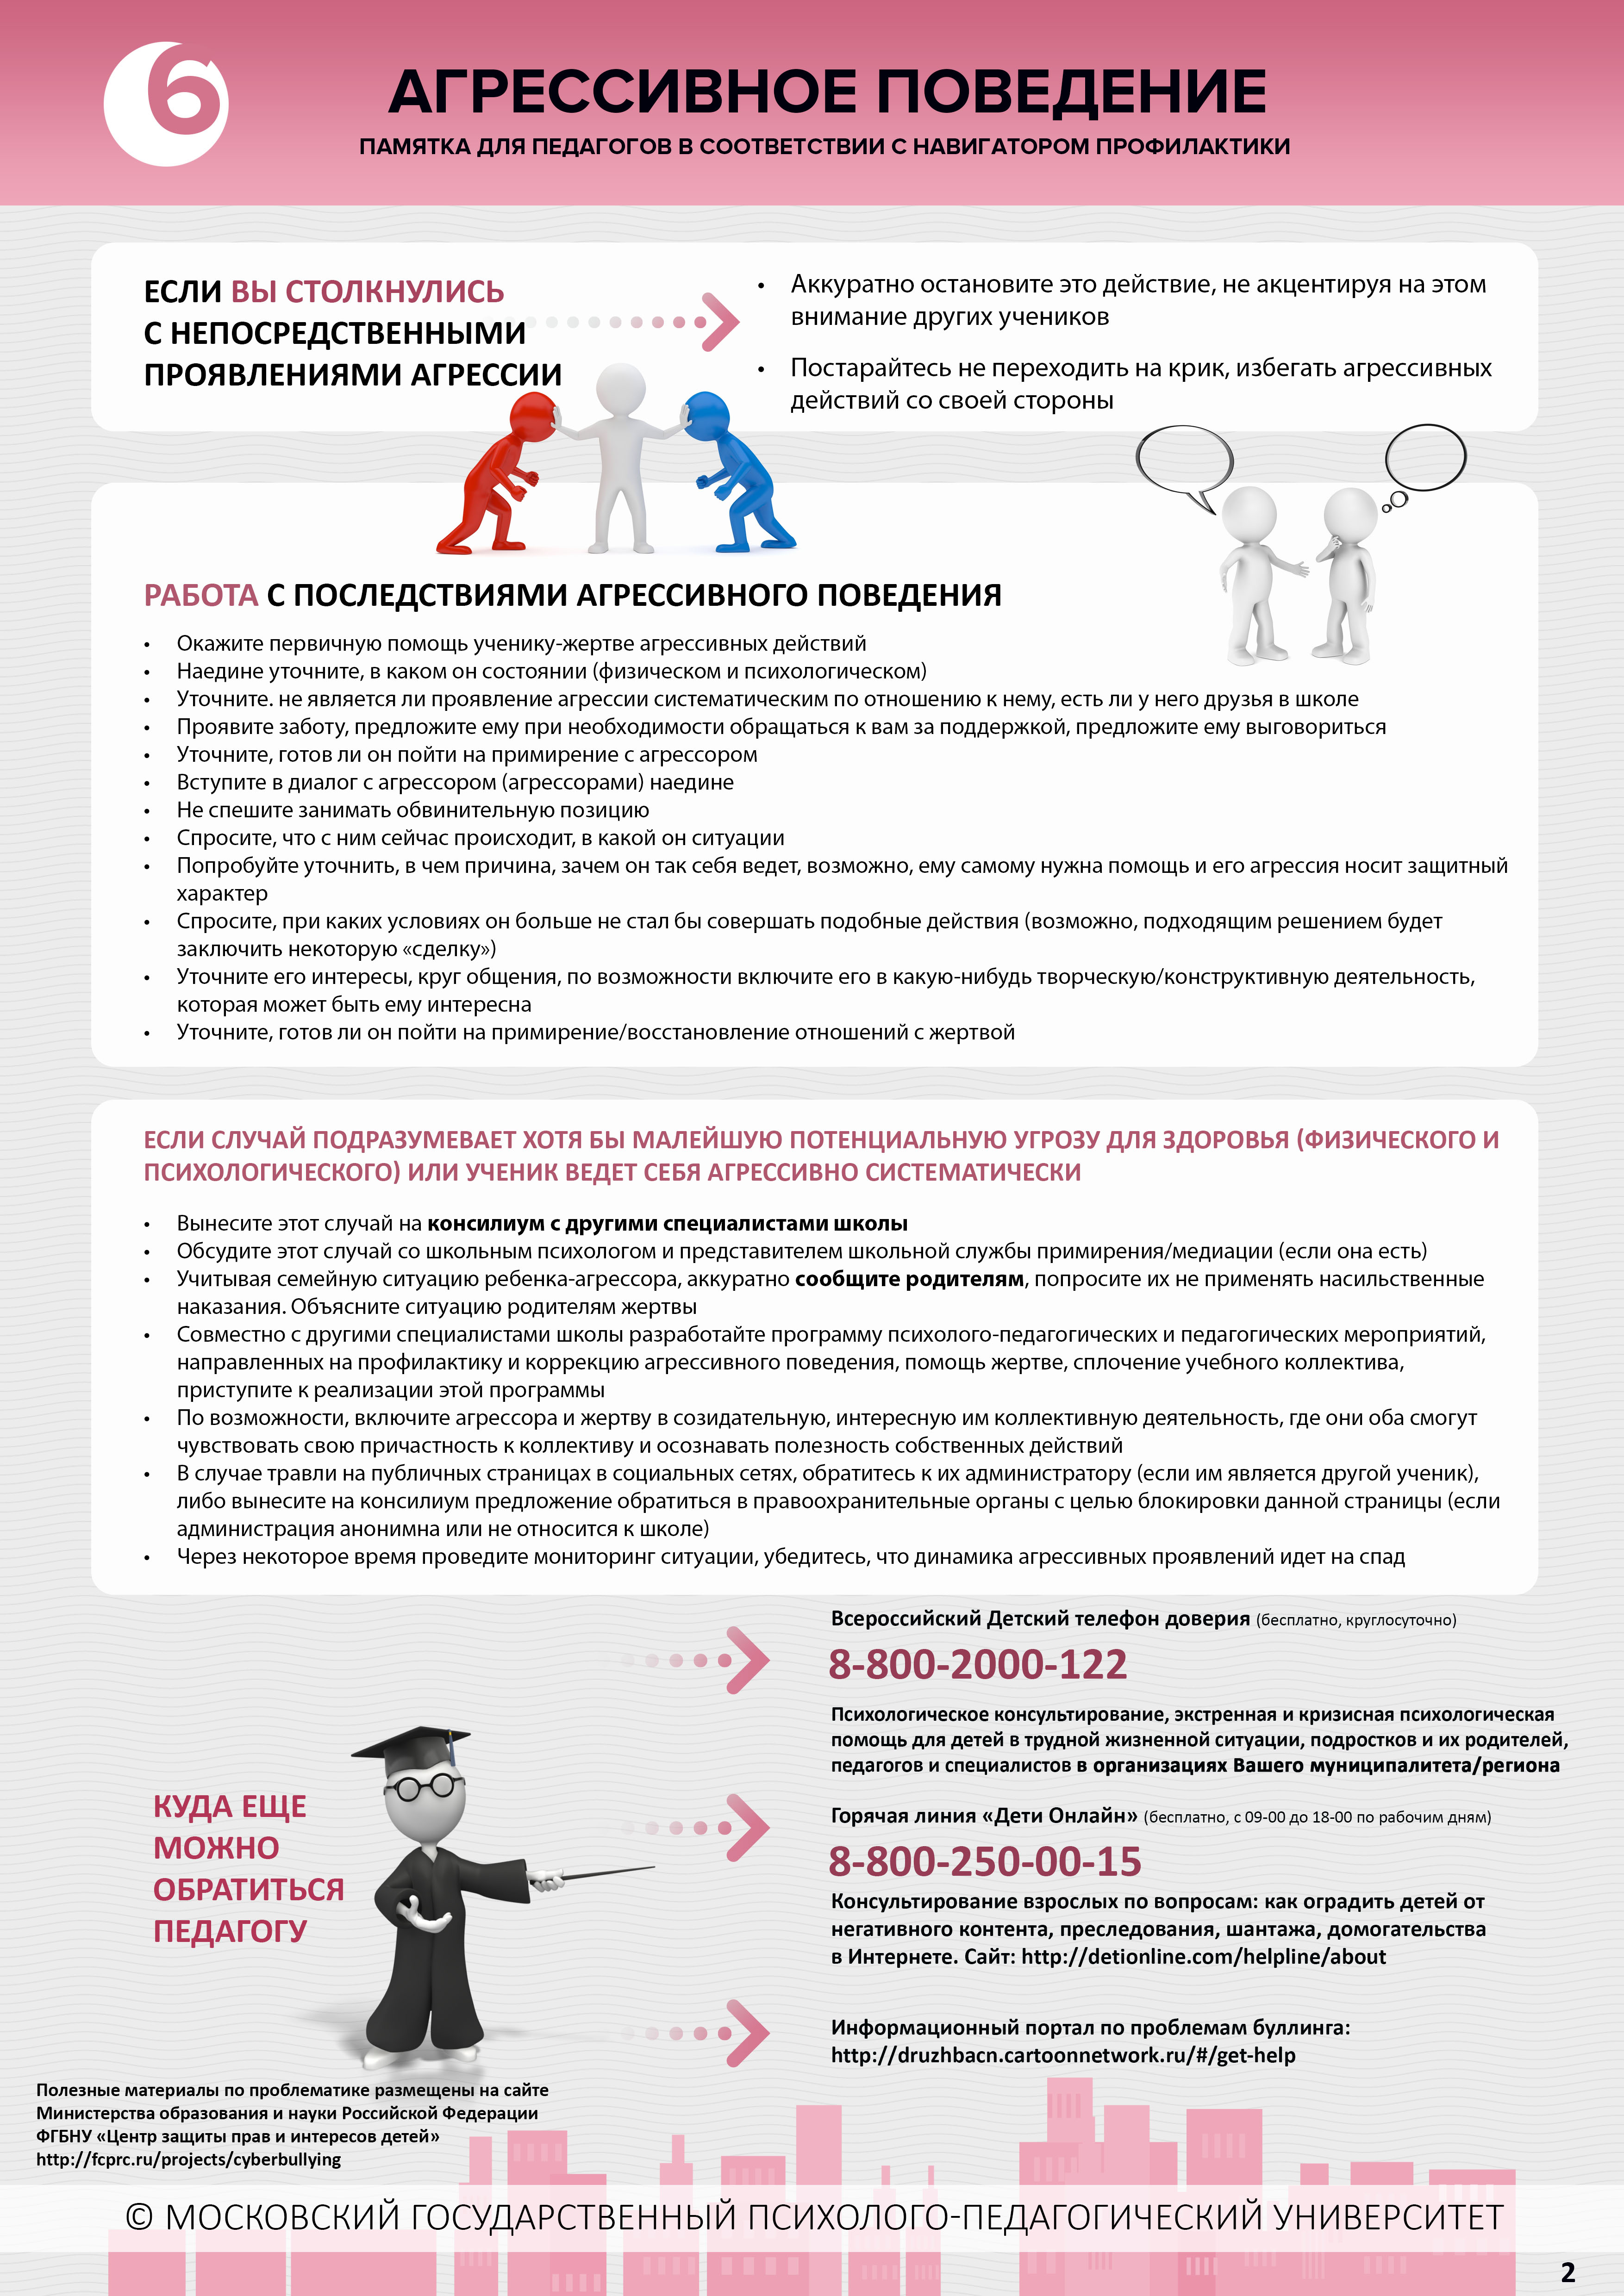 6
АГРЕССИВНОЕ ПОВЕДЕНИЕ
ПАМЯТКА ДЛЯ ПЕДАГОГОВ В СООТВЕТСТВИИ С НАВИГАТОРОМ ПРОФИЛАКТИКИ
ЕСЛИ ВЫ СТОЛКНУЛИСЬ
С НЕПОСРЕДСТВЕННЫМИ
ПРОЯВЛЕНИЯМИ АГРЕССИИ
• Аккуратно остановите это действие, не акцентируя на этом
внимание других учеников
• Постарайтесь не переходить на крик, избегать агрессивных
действий со своей стороны
РАБОТА С ПОСЛЕДСТВИЯМИ АГРЕССИВНОГО ПОВЕДЕНИЯ
• Окажите первичную помощь ученику-жертве агрессивных действий
• Наедине уточните, в каком он состоянии (физическом и психологическом)
• Уточните. не является ли проявление агрессии систематическим по отношению к нему, есть ли у него друзья в школе
• Проявите заботу, предложите ему при необходимости обращаться к вам за поддержкой, предложите ему выговориться
• Уточните, готов ли он пойти на примирение с агрессором
• Вступите в диалог с агрессором (агрессорами) наедине
• Не спешите занимать обвинительную позицию
• Спросите, что с ним сейчас происходит, в какой он ситуации
• Попробуйте уточнить, в чем причина, зачем он так себя ведет, возможно, ему самому нужна помощь и его агрессия носит защитный
характер
• Спросите, при каких условиях он больше не стал бы совершать подобные действия (возможно, подходящим решением будет
заключить некоторую «сделку»)
• Уточните его интересы, круг общения, по возможности включите его в какую-нибудь творческую/конструктивную деятельность,
которая может быть ему интересна
• Уточните, готов ли он пойти на примирение/восстановление отношений с жертвой
ЕСЛИ СЛУЧАЙ ПОДРАЗУМЕВАЕТ ХОТЯ БЫ МАЛЕЙШУЮ ПОТЕНЦИАЛЬНУЮ УГРОЗУ ДЛЯ ЗДОРОВЬЯ (ФИЗИЧЕСКОГО И
ПСИХОЛОГИЧЕСКОГО) ИЛИ УЧЕНИК ВЕДЕТ СЕБЯ АГРЕССИВНО СИСТЕМАТИЧЕСКИ
• Вынесите этот случай на консилиум с другими специалистами школы
• Обсудите этот случай со школьным психологом и представителем школьной службы примирения/медиации (если она есть)
• Учитывая семейную ситуацию ребенка-агрессора, аккуратно сообщите родителям, попросите их не применять насильственные
наказания. Объясните ситуацию родителям жертвы
• Совместно с другими специалистами школы разработайте программу психолого-педагогических и педагогических мероприятий,
направленных на профилактику и коррекцию агрессивного поведения, помощь жертве, сплочение учебного коллектива,
приступите к реализации этой программы
• По возможности, включите агрессора и жертву в созидательную, интересную им коллективную деятельность, где они оба смогут
чувствовать свою причастность к коллективу и осознавать полезность собственных действий
• В случае травли на публичных страницах в социальных сетях, обратитесь к их администратору (если им является другой ученик),
либо вынесите на консилиум предложение обратиться в правоохранительные органы с целью блокировки данной страницы (если
администрация анонимна или не относится к школе)
• Через некоторое время проведите мониторинг ситуации, убедитесь, что динамика агрессивных проявлений идет на спад
КУДА ЕЩЕ
МОЖНО
ОБРАТИТЬСЯ
ПЕДАГОГУ
Всероссийский Детский телефон доверия (бесплатно, круглосуточно)
8-800-2000-122
Психологическое консультирование, экстренная и кризисная психологическая
помощь для детей в трудной жизненной ситуации, подростков и их родителей,
педагогов и специалистов в организациях Вашего муниципалитета/региона
Горячая линия «Дети Онлайн» (бесплатно, с 09-00 до 18-00 по рабочим дням)
8-800-250-00-15
Консультирование взрослых по вопросам: как оградить детей от
негативного контента, преследования, шантажа, домогательства
в Интернете. Сайт: http://detionline.com/helpline/about
Информационный портал по проблемам буллинга:
http://druzhbacn.cartoonnetwork.ru/#/get-help
Полезные материалы по проблематике размещены на сайте
Министерства образования и науки Российской Федерации
ФГБНУ «Центр защиты прав и интересов детей»
http://fcprc.ru/projects/cyberbullying
© МОСКОВСКИЙ ГОСУДАРСТВЕННЫЙ ПСИХОЛОГО-ПЕДАГОГИЧЕСКИЙ УНИВЕРСИТЕТ
2